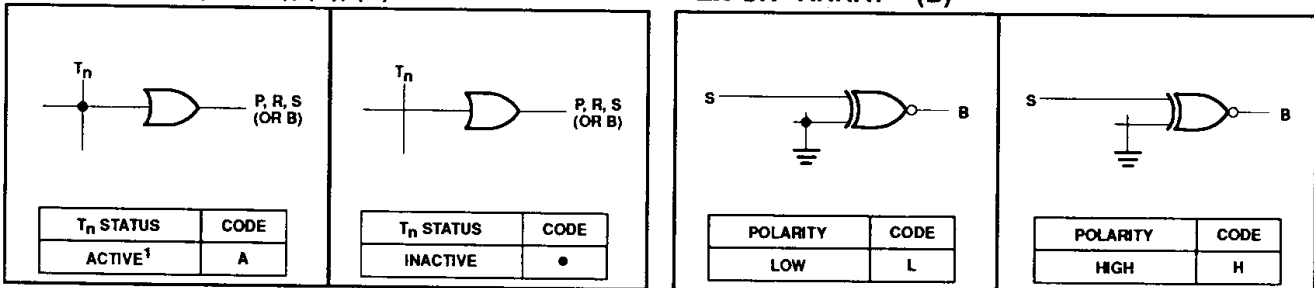 (B)
Tn
P, R, S
(OR B)
Tn STATUS CODE
ACTIVE1 A
Tn
P, R, S
(OR B)
Tn STATUS CODE
INACTIVE ●
S
B
POLARITY CODE
LOW L
S
B
POLARITY CODE
HIGH H